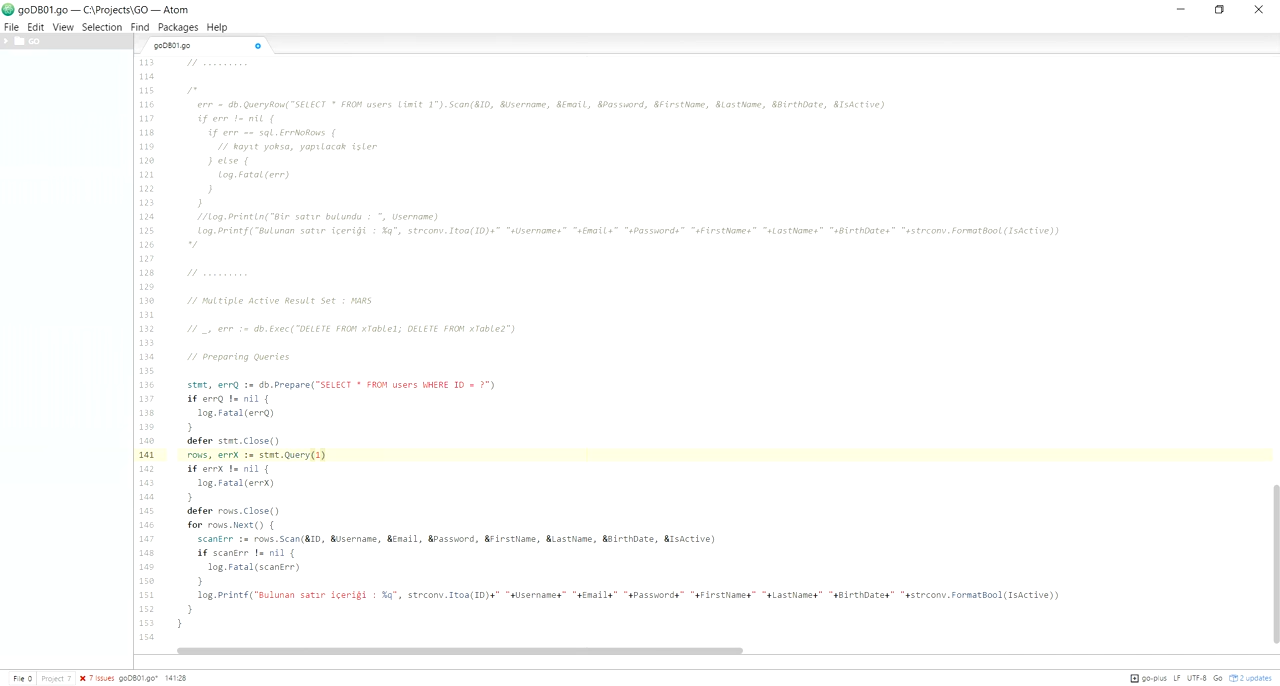 goDB01.go — C:\Projects\GO — Atom
File Edit View Selection Find Packages Help
GO
goDB01.go
113 // .........
114
115 /*
116 err = db.QueryRow("SELECT * FROM users limit 1").Scan(&ID, &Username, &Email, &Password, &FirstName, &LastName, &BirthDate, &IsActive)
117 if err != nil {
118 if err == sql.ErrNoRows {
119 // kayıt yoksa, yapılacak işler
120 } else {
121 log.Fatal(err)
122 }
123 }
124 //log.Println("Bir satır bulundu : ", Username)
125 log.Printf("Bulunan satır içeriği : %q", strconv.Itoa(ID)+" "+Username+" "+Email+" "+Password+" "+FirstName+" "+LastName+" "+BirthDate+" "+strconv.FormatBool(IsActive))
126 */
127
128 // .........
129
130 // Multiple Active Result Set : MARS
131
132 // _, err := db.Exec("DELETE FROM xTable1; DELETE FROM xTable2")
133
134 // Preparing Queries
135
136 stmt, errQ := db.Prepare("SELECT * FROM users WHERE ID = ?")
137 if errQ != nil {
138 log.Fatal(errQ)
139 }
140 defer stmt.Close()
141 rows, errX := stmt.Query(1)
142 if errX != nil {
143 log.Fatal(errX)
144 }
145 defer rows.Close()
146 for rows.Next() {
147 scanErr := rows.Scan(&ID, &Username, &Email, &Password, &FirstName, &LastName, &BirthDate, &IsActive)
148 if scanErr != nil {
149 log.Fatal(scanErr)
150 }
151 log.Printf("Bulunan satır içeriği : %q", strconv.Itoa(ID)+" "+Username+" "+Email+" "+Password+" "+FirstName+" "+LastName+" "+BirthDate+" "+strconv.FormatBool(IsActive))
152 }
153 }
154
File 0 Project 7 7 Issues goDB01.go* 141:28 go-plus LF UTF-8 Go 2 updates